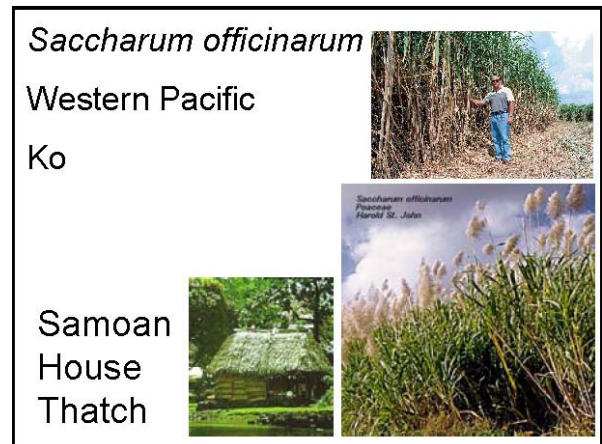 Saccharum officinarum
Western Pacific
Ko
Saccharum officinarum
Poaceae
Harold St. John
Samoan
House
Thatch